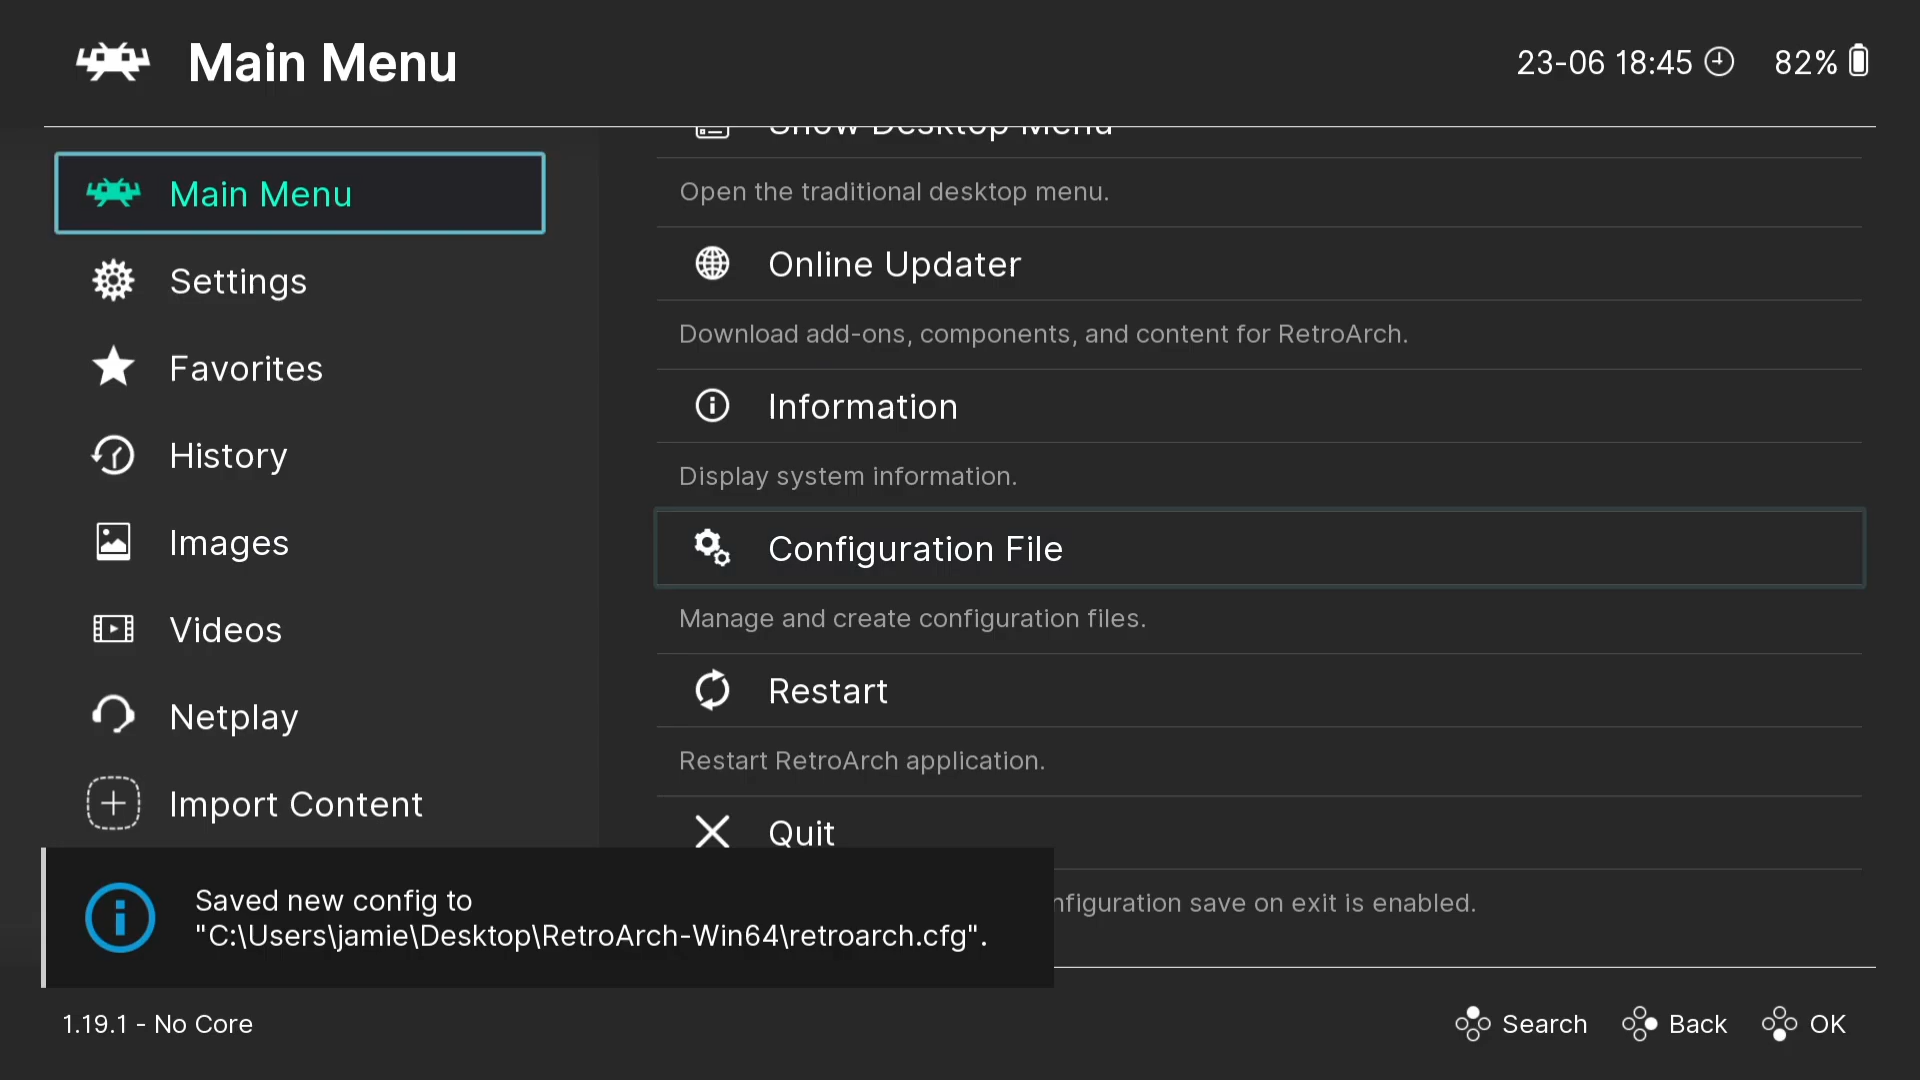 Main Menu
23-06 18:45
82%
Main Menu
Settings
Favorites
History
Images
Videos
Netplay
Import Content
Show Desktop Menu
Open the traditional desktop menu.
Online Updater
Download add-ons, components, and content for RetroArch.
Information
Display system information.
Configuration File
Manage and create configuration files.
Restart
Restart RetroArch application.
Quit
save on exit is enabled.
Saved new config to
"C:\Users\jamie\Desktop\RetroArch-Win64\retroarch.cfg".
1.19.1 - No Core
Search
Back
OK